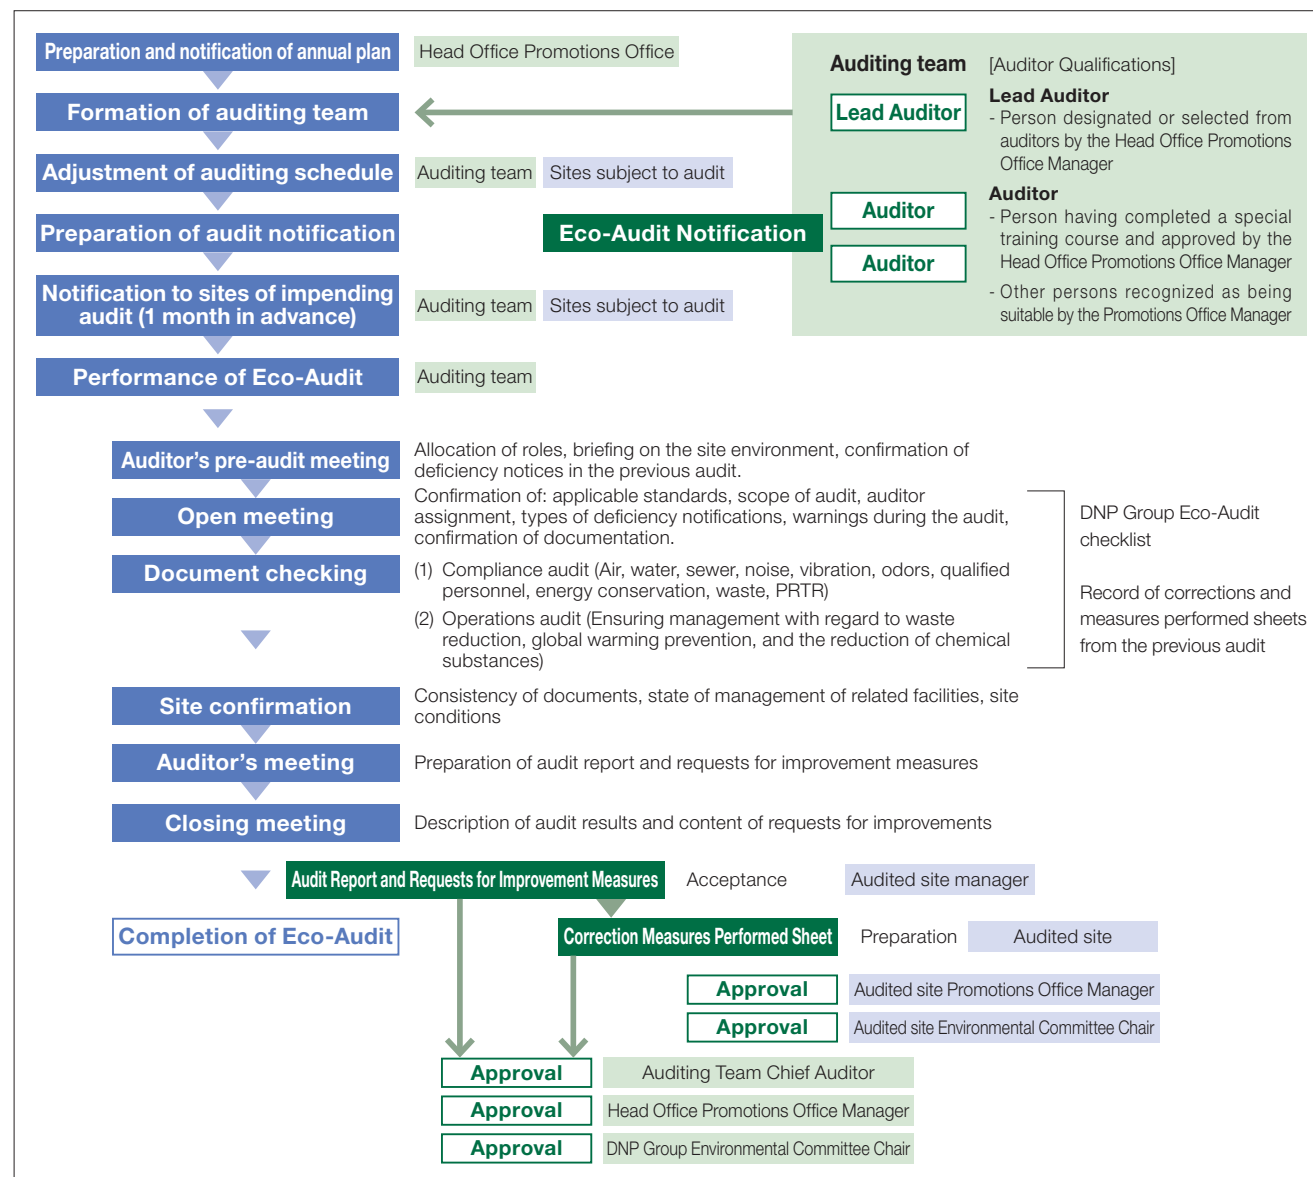 Preparation and notification of annual plan
Head Office Promotions Office
Formation of auditing team
Auditing team
[Auditor Qualifications]
Lead Auditor
Lead Auditor
- Person designated or selected from
auditors by the Head Office Promotions
Office Manager
Auditor
Auditor
Auditor
- Person having completed a special
training course and approved by the
Head Office Promotions Office Manager
- Other persons recognized as being
suitable by the Promotions Office Manager
Adjustment of auditing schedule
Auditing team
Sites subject to audit
Preparation of audit notification
Eco-Audit Notification
Notification to sites of impending
audit (1 month in advance)
Auditing team
Sites subject to audit
Performance of Eco-Audit
Auditing team
Auditor’s pre-audit meeting
Allocation of roles, briefing on the site environment, confirmation of
deficiency notices in the previous audit.
Open meeting
Confirmation of: applicable standards, scope of audit, auditor
assignment, types of deficiency notifications, warnings during the audit,
confirmation of documentation.
Document checking
(1) Compliance audit (Air, water, sewer, noise, vibration, odors, qualified
personnel, energy conservation, waste, PRTR)
(2) Operations audit (Ensuring management with regard to waste
reduction, global warming prevention, and the reduction of chemical
substances)
DNP Group Eco-Audit
checklist
Record of corrections and
measures performed sheets
from the previous audit
Site confirmation
Consistency of documents, state of management of related facilities, site
conditions
Auditor’s meeting
Preparation of audit report and requests for improvement measures
Closing meeting
Description of audit results and content of requests for improvements
Audit Report and Requests for Improvement Measures
Acceptance
Audited site manager
Completion of Eco-Audit
Correction Measures Performed Sheet
Preparation
Audited site
Approval
Audited site Promotions Office Manager
Approval
Audited site Environmental Committee Chair
Approval
Auditing Team Chief Auditor
Approval
Head Office Promotions Office Manager
Approval
DNP Group Environmental Committee Chair